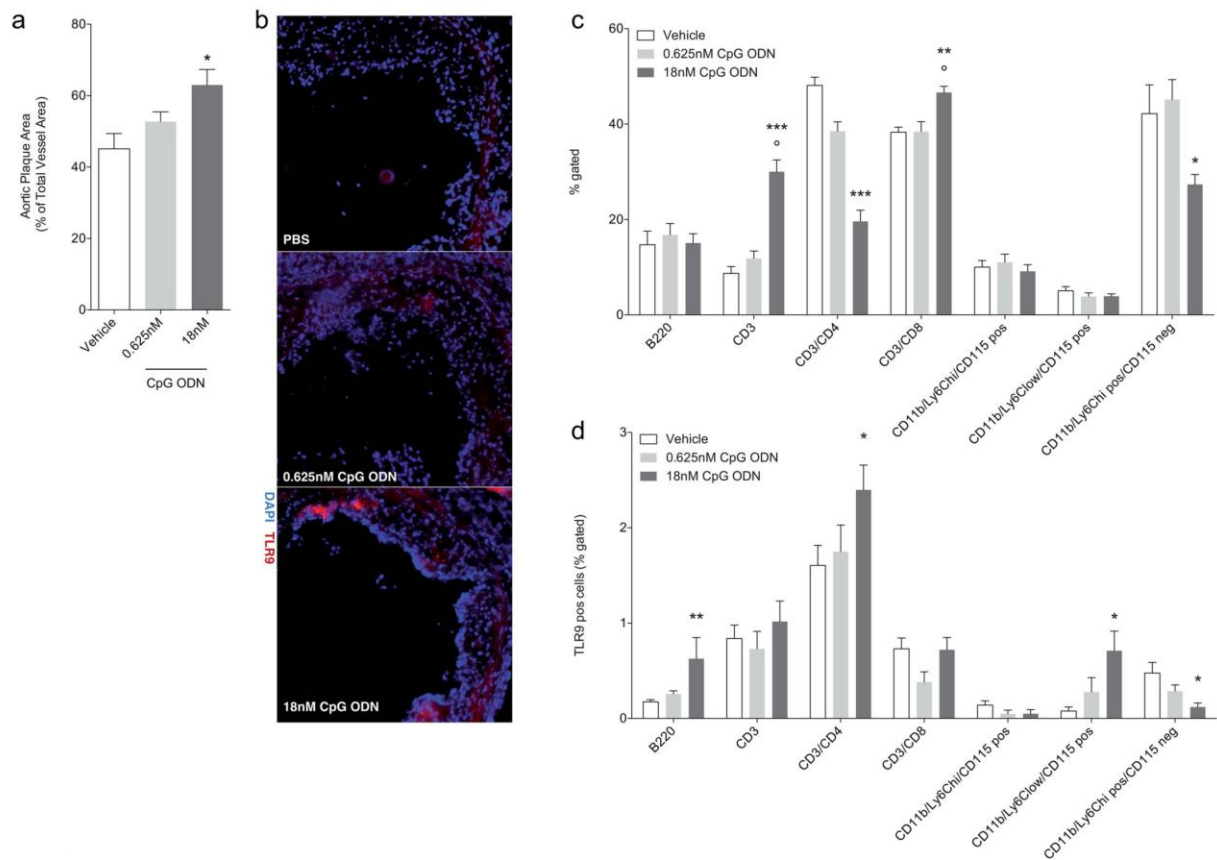 a
80
60
40
20
0
Aortic Plaque Area
(% of Total Vessel Area)
*
Vehicle
0.625nM
18nM
CpG ODN
b
PBS
0.625nM CpG ODN
18nM CpG ODN
DAPI TLR9
c
Vehicle
0.625nM CpG ODN
18nM CpG ODN
60
40
20
0
% gated
***
°
***
**
°
*
B220
CD3
CD3/CD4
CD3/CD8
CD11b/Ly6Chi/CD115 pos
CD11b/Ly6Clow/CD115 pos
CD11b/Ly6Chi pos/CD115 neg
d
Vehicle
0.625nM CpG ODN
18nM CpG ODN
3
2
1
0
TLR9 pos cells (% gated)
**
*
*
*
B220
CD3
CD3/CD4
CD3/CD8
CD11b/Ly6Chi/CD115 pos
CD11b/Ly6Clow/CD115 pos
CD11b/Ly6Chi pos/CD115 neg